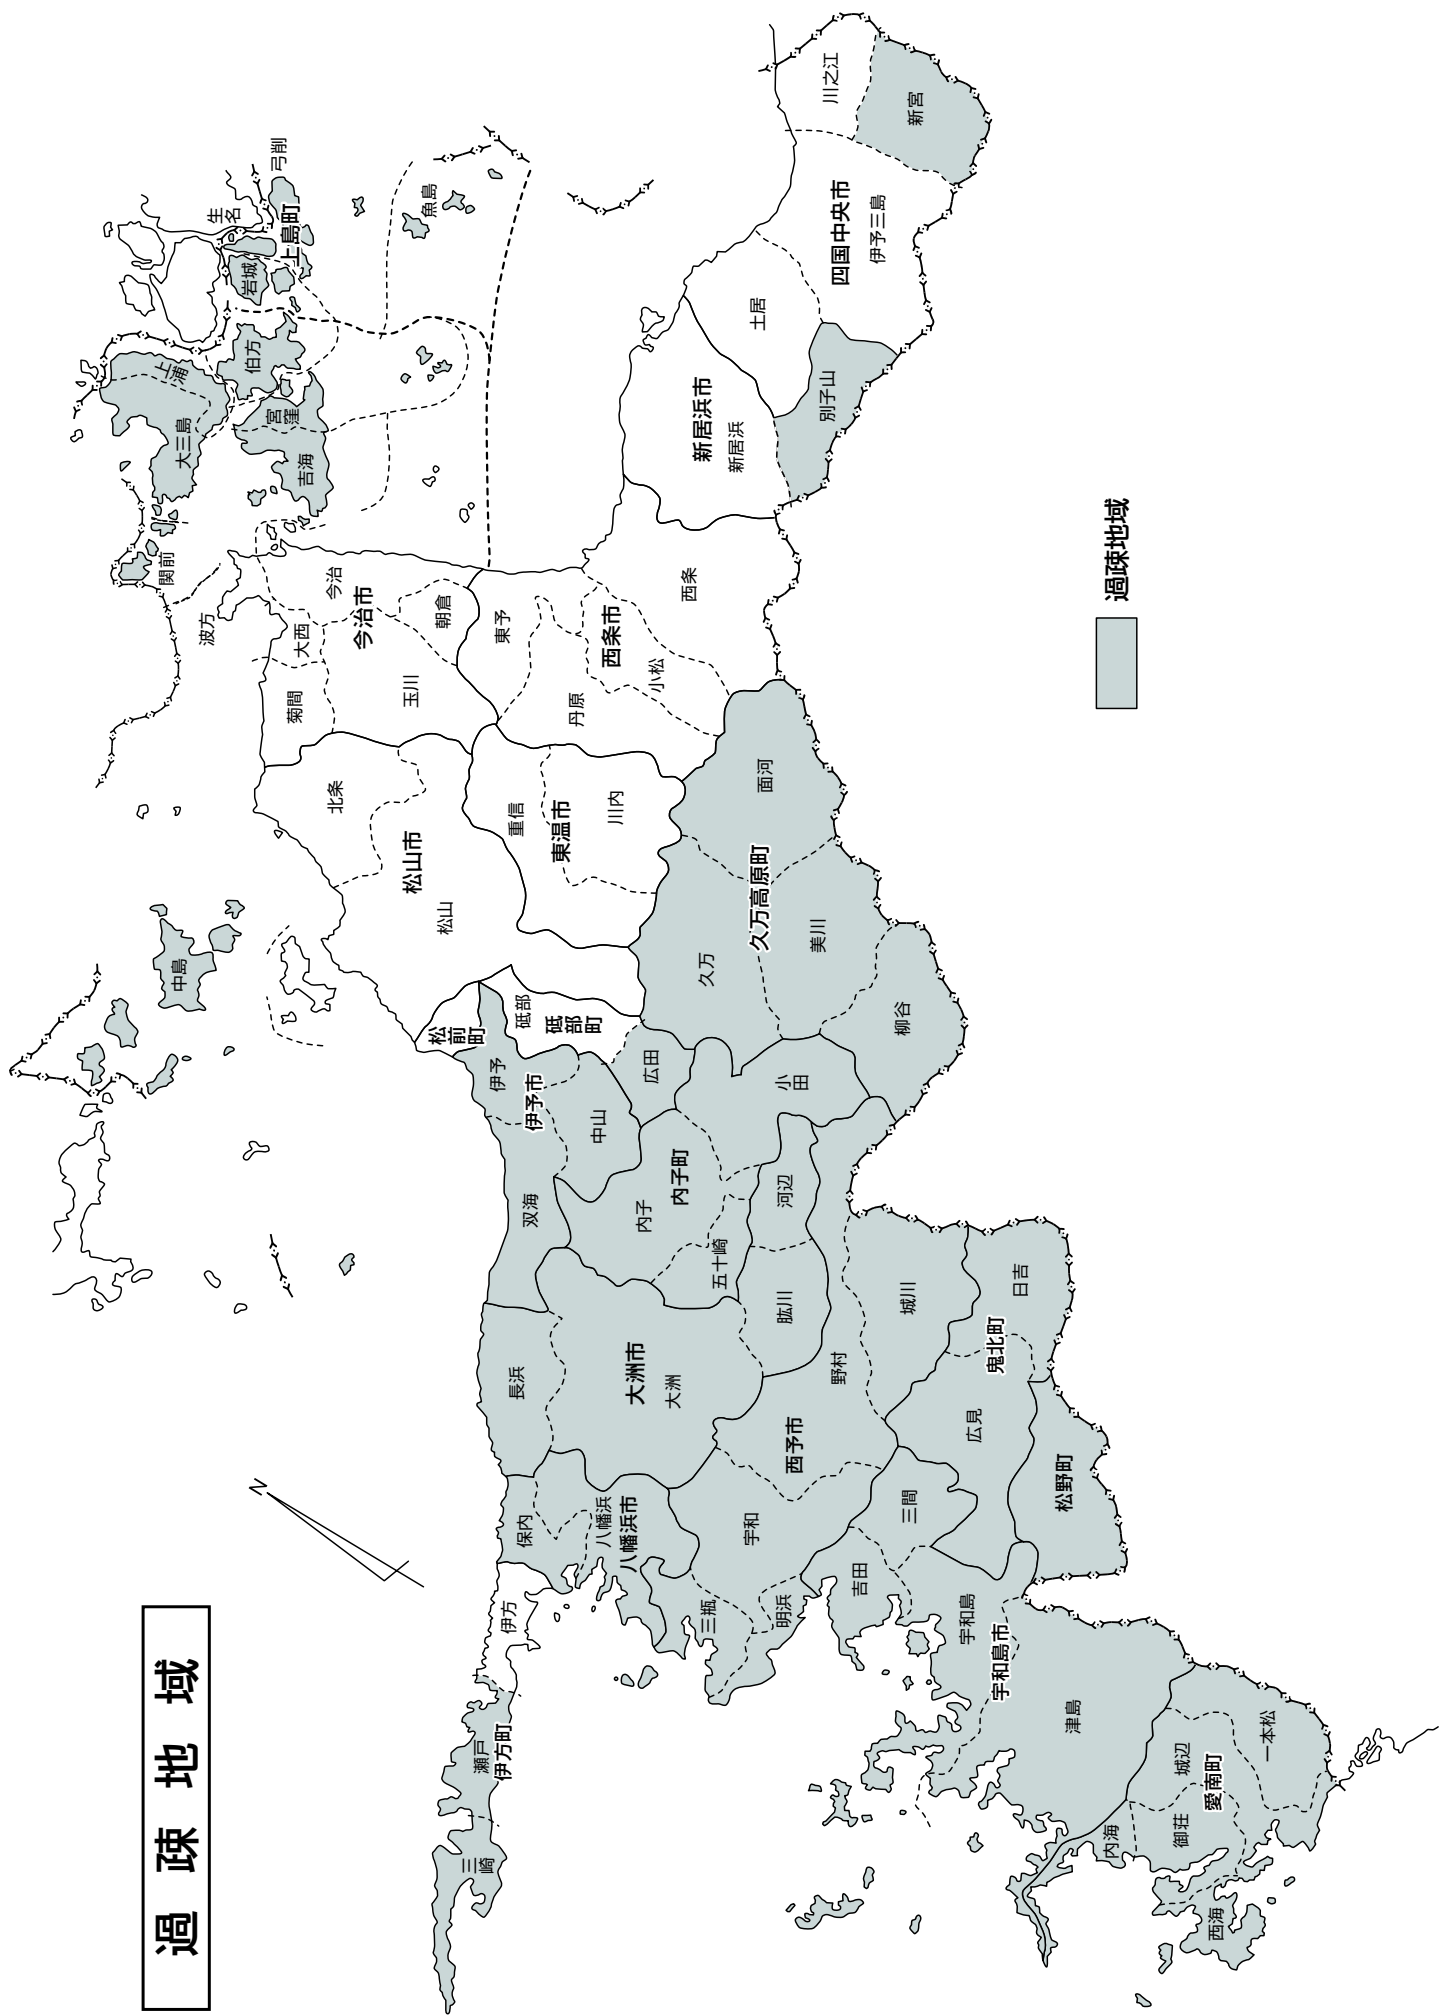 過疎地域
過疎地域
N
川之江
新宮
四国中央市
伊予三島
土居
別子山
新居浜市
新居浜
弓削
生名
上島町
岩城
魚島
伯方
上浦
大三島
宮窪
吉海
関前
波方
今治
今治市
大西
朝倉
菊間
玉川
東予
西条市
西条
小松
丹原
北条
松山市
松山
中島
重信
東温市
川内
面河
久万高原町
久万
美川
柳谷
松前町
砥部
砥部町
広田
伊予
伊予市
中山
双海
小田
内子町
内子
五十崎
河辺
肱川
長浜
大洲市
大洲
野村
城川
西予市
宇和
三瓶
明浜
日吉
鬼北町
広見
松野町
保内
八幡浜
八幡浜市
伊方
瀬戸
伊方町
三崎
三間
吉田
宇和島
宇和島市
津島
内海
御荘
城辺
愛南町
一本松
西海